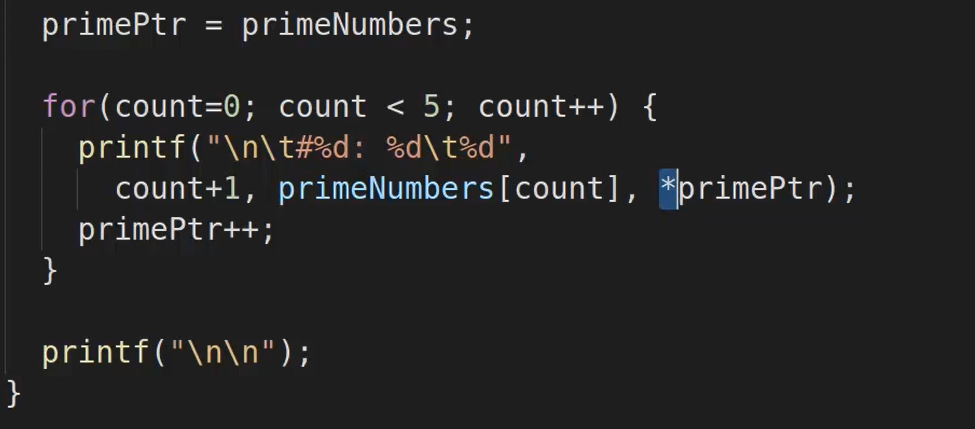 primePtr = primeNumbers;
for(count=0; count < 5; count++) {
printf("\n\t#%d: %d\t%d",
count+1, primeNumbers[count], *primePtr);
primePtr++;
}
printf("\n\n");
}